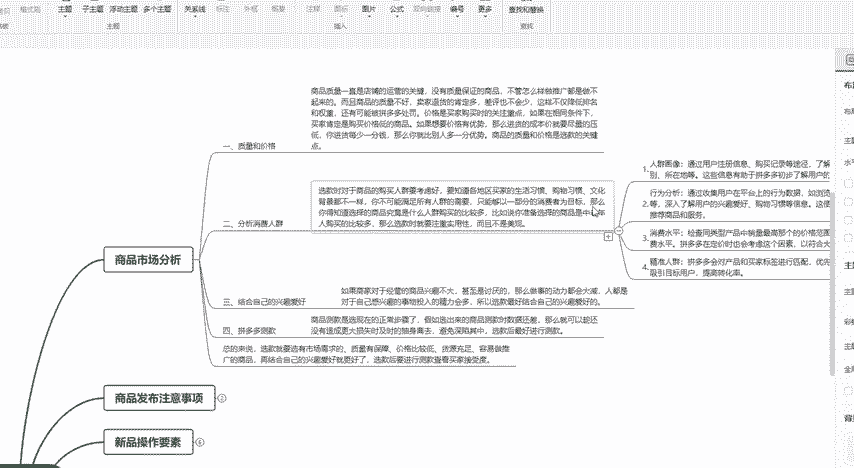 格式刷
主题 子主题 浮动主题 多个主题 关系线 标注 外框 概要 注释 图标 图片 公式 双向链接 编号 更多 查找和替换
主题 插入 查找
商品质量一直是店铺的运营的关键，没有质量保证的商品，不管怎么样做推广都是做不
起来的。而且商品的质量不好，卖家退货的肯定多，差评也不会少，这样不仅降低排名
和权重，还有可能被拼多多处罚。价格是买家购买时的关注重点，如果在相同条件下，
买家肯定是购买价格低的商品。如果想要价格有优势，那么进货的成本价就要尽量的压
低，你进货每少一分钱，那么你就比别人多一分优势。商品的质量和价格是选款的关键
点。
一、质量和价格
选款时对于商品的购买人群要考虑好，要知道各地区买家的生活习惯、购物习惯、文化
背景都不一样，你不可能满足所有人群的需要，只能够以一部分的消费者为目标，那么
你得知道选择的商品究竟是什么人群购买的比较多，比如说你准备选择的商品是中老年
人购买的比较多，那么选款时就要注重实用性，而且不是美观。
二、分析消费人群
1.人群画像：通过用户注册信息、购买记录等途径，了解
别、所在地等。这些信息有助于拼多多初步了解用户的
行为分析：通过收集用户在平台上的行为数据，如浏览
2.等，深入了解用户的兴趣爱好、购物习惯等信息。这使
推荐商品和服务。
3.消费水平：检查同类型产品中销量最高那个的价格范围
费水平。拼多多在定价时也会考虑这个因素，以符合大
4.精准人群：拼多多会对产品和买家标签进行匹配，优先
吸引目标用户，提高转化率。
商品市场分析
三、结合自己的兴趣爱好
如果商家对于经营的商品兴趣不大，甚至是讨厌的，那么做事的动力都会大减，人都是
对于自己感兴趣的事物投入的精力会多，所以选款最好结合自己的兴趣爱好的。
四、拼多多测款
商品测款是选现在的正常步骤了，假如选出来的商品测款时数据还差，那么就可以趁还
没有造成更大损失时及时的抽身离去，避免深陷其中，选款后最好进行测款。
总的来说，选款就要选有市场需求的、质量有保障、价格比较低、货源充足、容易做推
广的商品，再结合自己的兴趣爱好就更好了，选款后要进行测款查看买家接受度。
商品发布注意事项
新品操作要素